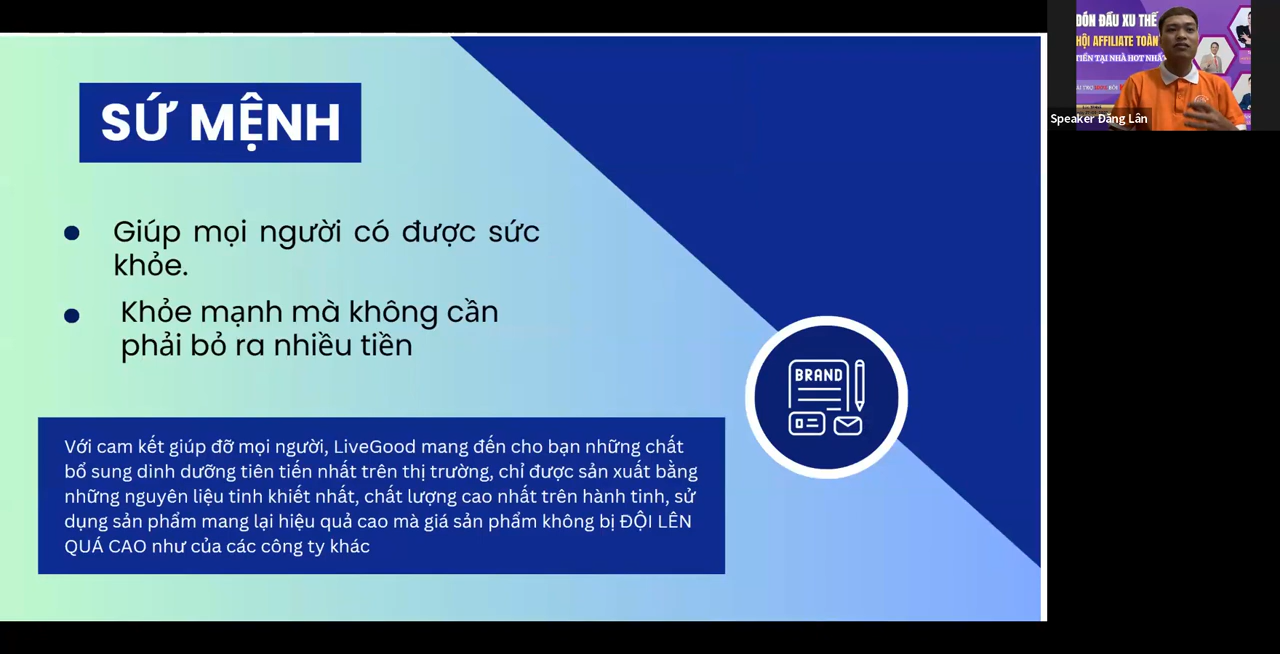 SỨ MỆNH
Giúp mọi người có được sức
khỏe.
Khỏe mạnh mà không cần
phải bỏ ra nhiều tiền
BRAND
Với cam kết giúp đỡ mọi người, LiveGood mang đến cho bạn những chất
bổ sung dinh dưỡng tiên tiến nhất trên thị trường, chỉ được sản xuất bằng
những nguyên liệu tinh khiết nhất, chất lượng cao nhất trên hành tinh, sử
dụng sản phẩm mang lại hiệu quả cao mà giá sản phẩm không bị ĐỘI LÊN
QUÁ CAO như của các công ty khác
ĐÓN ĐẦU XU THẾ
HỘI AFFILIATE TOÀN
TIỀN TẠI NHÀ HOT NHẤT
Speaker Đăng Lân